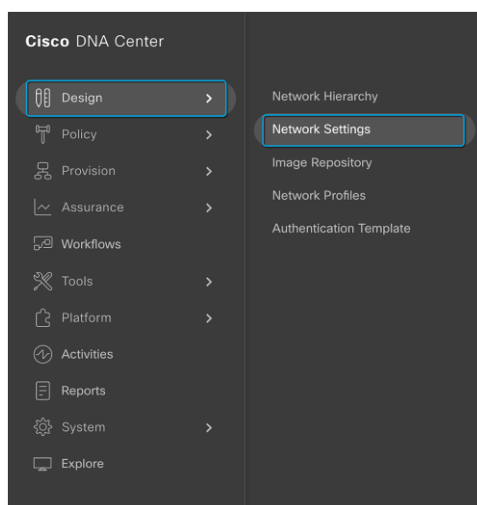 Cisco DNA Center
Design
Policy
Provision
Assurance
Workflows
Tools
Platform
Activities
Reports
System
Explore
Network Hierarchy
Network Settings
Image Repository
Network Profiles
Authentication Template